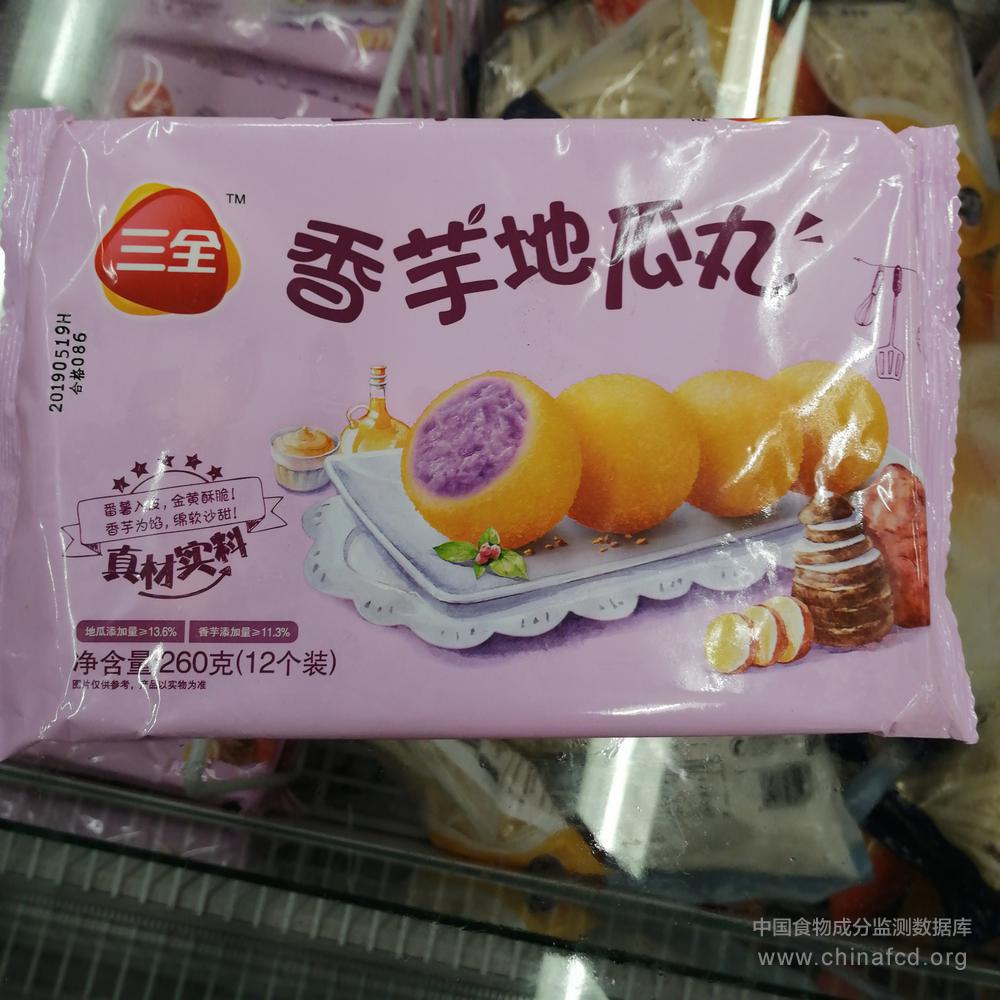 三全
TM
香芋地瓜丸
20190519H
合格086
番薯入皮，金黄酥脆！
香芋为馅，绵软沙甜！
真材实料
地瓜添加量≥13.6%
香芋添加量≥11.3%
净含量:260克(12个装)
图片仅供参考，产品以实物为准
中国食物成分监测数据库
www.chinafcd.org